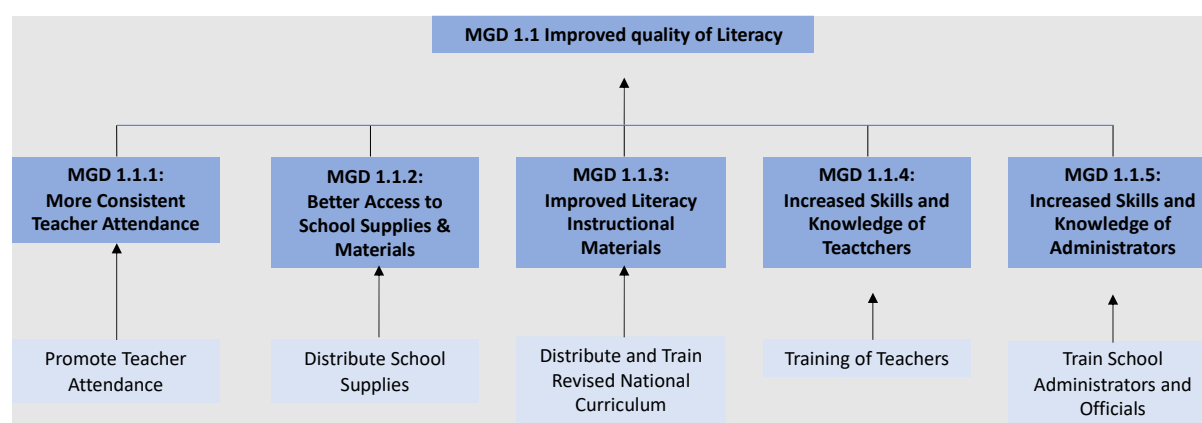 MGD 1.1 Improved quality of Literacy
MGD 1.1.1:
More Consistent
Teacher Attendance
MGD 1.1.2:
Better Access to
School Supplies &
Materials
MGD 1.1.3:
Improved Literacy
Instructional
Materials
MGD 1.1.4:
Increased Skills and
Knowledge of
Teactchers
MGD 1.1.5:
Increased Skills and
Knowledge of
Administrators
Promote Teacher
Attendance
Distribute School
Supplies
Distribute and Train
Revised National
Curriculum
Training of Teachers
Train School
Administrators and
Officials